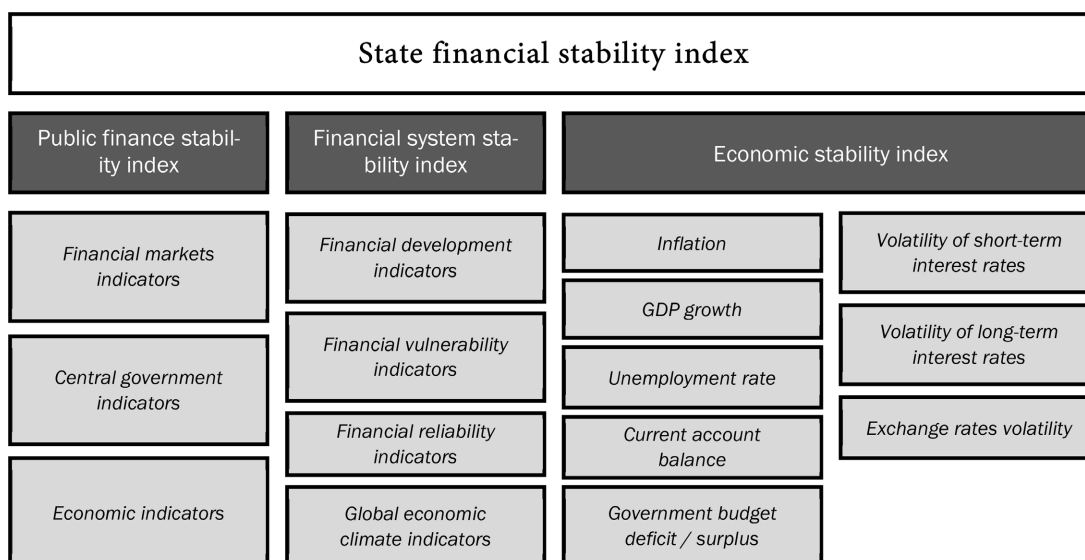 State financial stability index
Public finance stabil-
ity index
Financial system sta-
bility index
Economic stability index
Financial markets
indicators
Central government
indicators
Economic indicators
Financial development
indicators
Financial vulnerability
indicators
Financial reliability
indicators
Global economic
climate indicators
Inflation
GDP growth
Unemployment rate
Current account
balance
Government budget
deficit / surplus
Volatility of short-term
interest rates
Volatility of long-term
interest rates
Exchange rates volatility